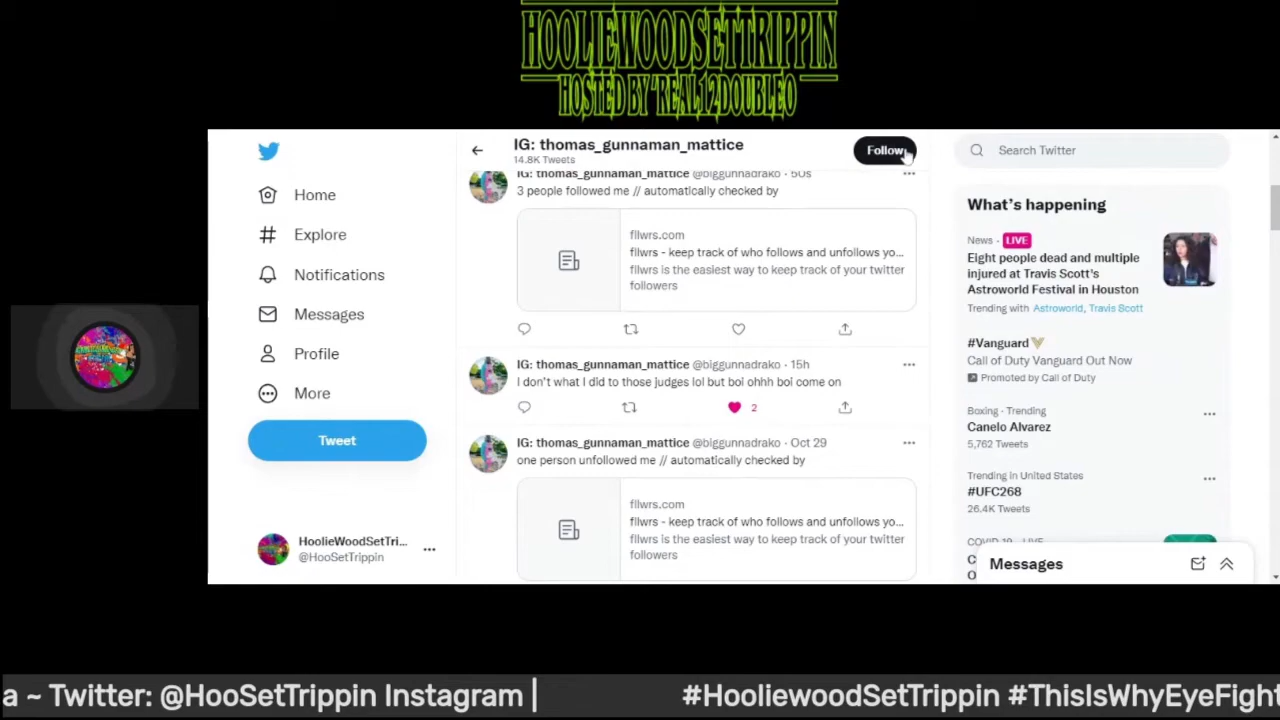 HOOLIEWOODSETTRIPPIN
HOSTED BY 'REAL12DOUBLEO
IG: thomas_gunnaman_mattice
14.8K Tweets
Follow
Search Twitter
Home
Explore
Notifications
Messages
Profile
More
Tweet
HoolieWoodSetTri...
@HooSetTrippin
IG: thomas_gunnaman_mattice @biggunnadrako · 50s
3 people followed me // automatically checked by
fllwrs.com
fllwrs - keep track of who follows and unfollows yo...
fllwrs is the easiest way to keep track of your twitter
followers
IG: thomas_gunnaman_mattice @biggunnadrako · 15h
I don't what I did to those judges lol but boi ohhh boi come on
2
IG: thomas_gunnaman_mattice @biggunnadrako · Oct 29
one person unfollowed me // automatically checked by
fllwrs.com
fllwrs - keep track of who follows and unfollows yo...
fllwrs is the easiest way to keep track of your twitter
followers
What's happening
News · LIVE
Eight people dead and multiple
injured at Travis Scott's
Astroworld Festival in Houston
Trending with Astroworld, Travis Scott
#Vanguard
Call of Duty Vanguard Out Now
Promoted by Call of Duty
Boxing · Trending
Canelo Alvarez
5,762 Tweets
Trending in United States
#UFC268
26.4K Tweets
COVID-19 · LIVE
Messages
a ~ Twitter: @HooSetTrippin Instagram | #HooliewoodSetTrippin #ThisIsWhyEyeFight